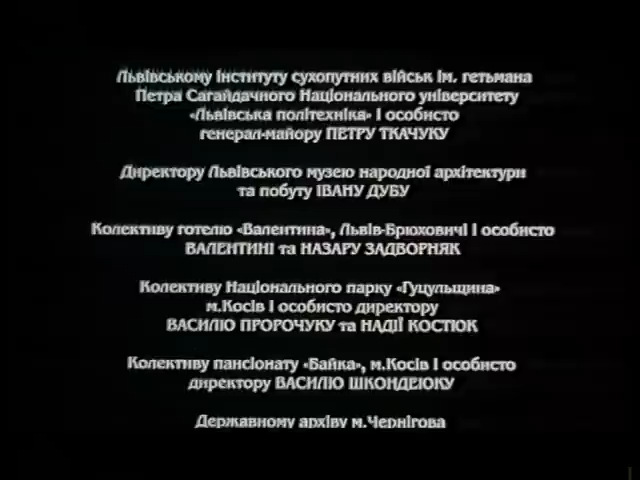 Львівському інституту сухопутних військ ім. гетьмана
Петра Сагайдачного Національного університету
«Львівська політехніка» і особисто
генерал-майору ПЕТРУ ТКАЧУКУ
Директору Львівського музею народної архітектури
та побуту ІВАНУ ДУБУ
Колективу готелю «Валентина», Львів-Брюховичі і особисто
ВАЛЕНТИНІ та НАЗАРУ ЗАДВОРНЯК
Колективу Національного парку «Гуцульщина»
м.Косів і особисто директору
ВАСИЛЮ ПРОРОЧУКУ та НАДІЇ КОСТЮК
Колективу пансіонату «Байка», м.Косів і особисто
директору ВАСИЛЮ ШКОНДЕЮКУ
Державному архіву м.Чернігова